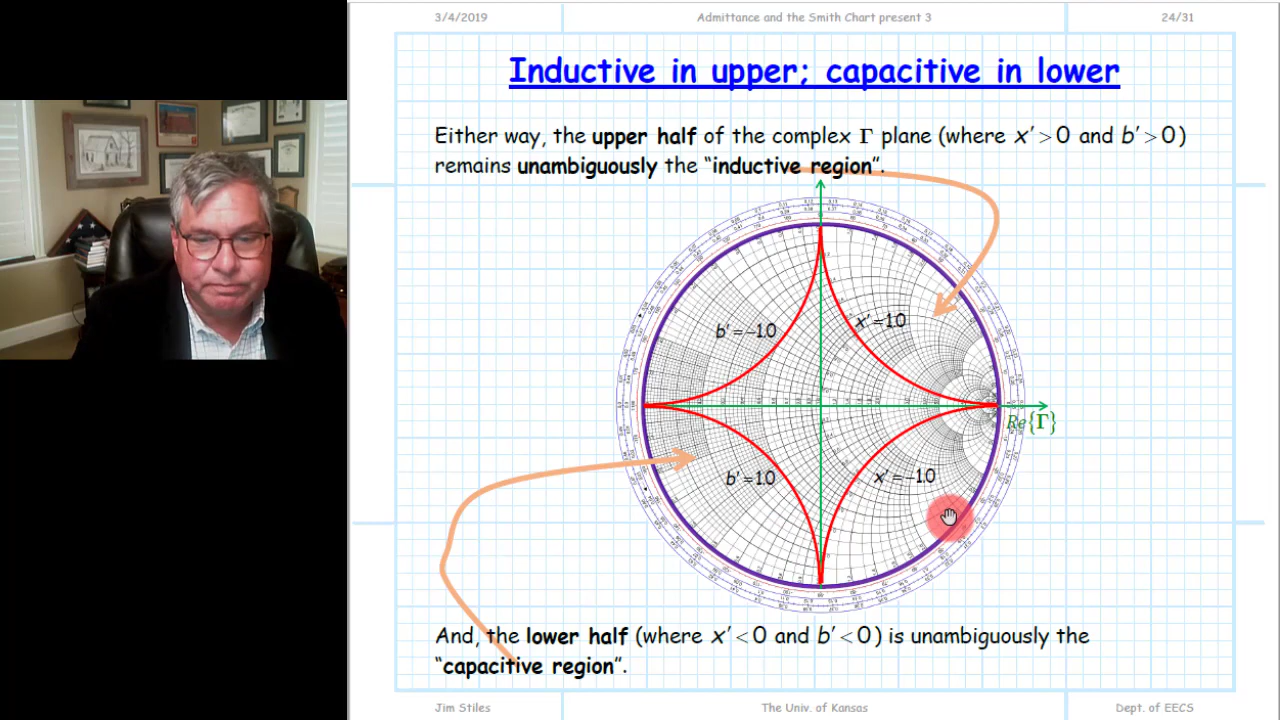 3/4/2019 Admittance and the Smith Chart present 3 24/31
Inductive in upper; capacitive in lower
Either way, the upper half of the complex Γ plane (where x′ > 0 and b′ > 0)
remains unambiguously the “inductive region”.
b′ = −1.0 x′ = 1.0
Re{Γ}
b′ = 1.0 x′ = −1.0
And, the lower half (where x′ < 0 and b′ < 0) is unambiguously the
“capacitive region”.
Jim Stiles The Univ. of Kansas Dept. of EECS